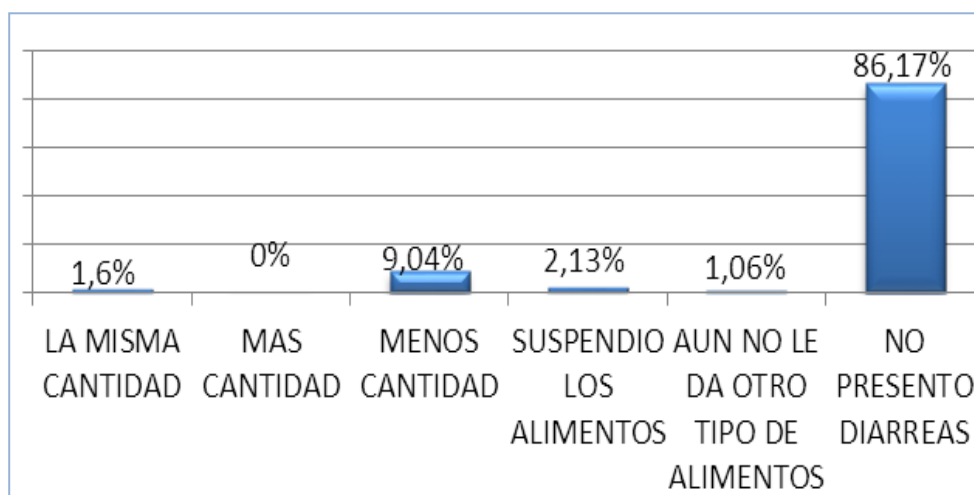 86,17%
1,6%
0%
9,04%
2,13%
1,06%
LA MISMA
CANTIDAD
MAS
CANTIDAD
MENOS
CANTIDAD
SUSPENDIO
LOS
ALIMENTOS
AUN NO LE
DA OTRO
TIPO DE
ALIMENTOS
NO
PRESENTO
DIARREAS